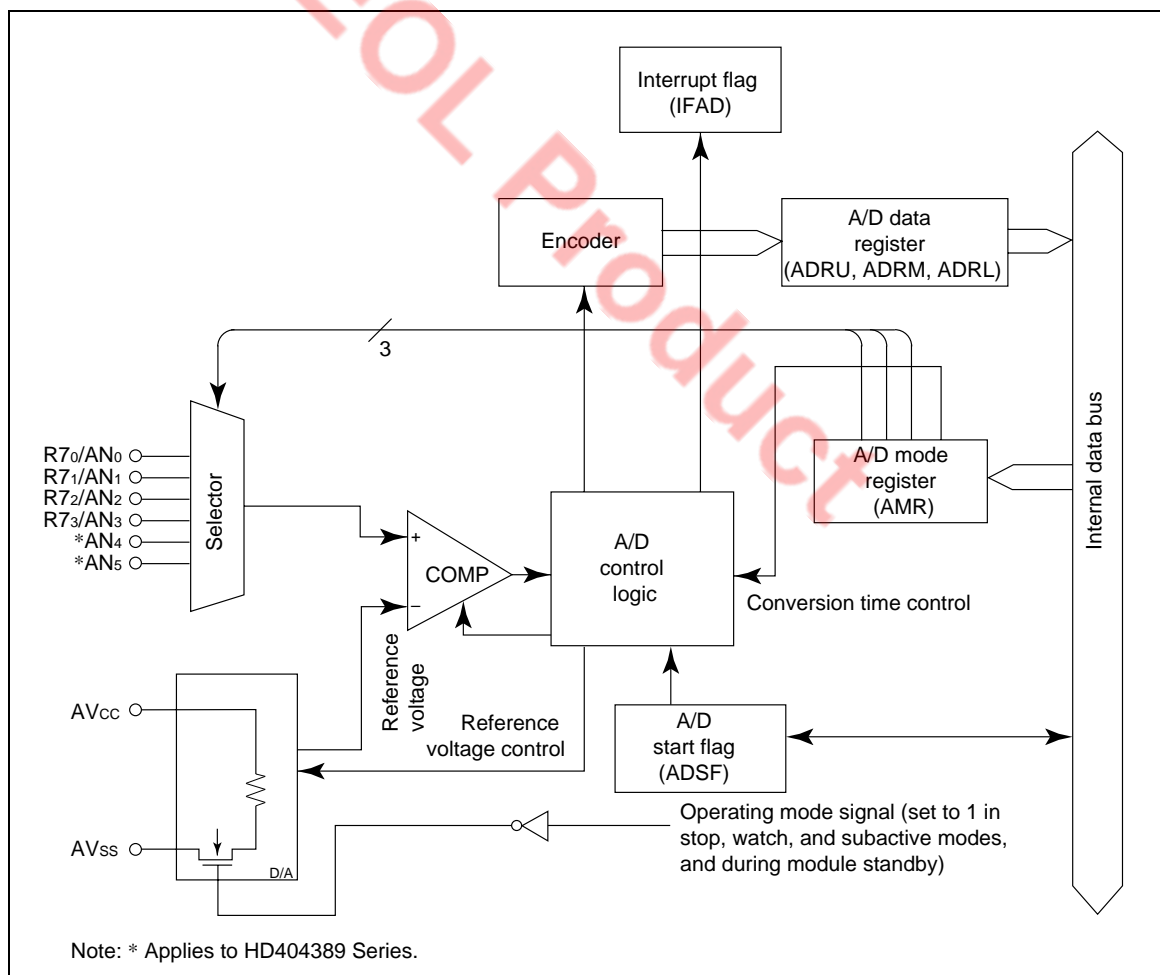 EOL Product
Interrupt flag
(IFAD)
Encoder
A/D data
register
(ADRU, ADRM, ADRL)
3
Internal data bus
A/D mode
register
(AMR)
R70/AN0
R71/AN1
R72/AN2
R73/AN3
*AN4
*AN5
Selector
+
COMP
−
A/D
control
logic
Conversion time control
Reference
voltage
AVCC
Reference
voltage control
A/D
start flag
(ADSF)
AVSS
D/A
Operating mode signal (set to 1 in
stop, watch, and subactive modes,
and during module standby)
Note: * Applies to HD404389 Series.